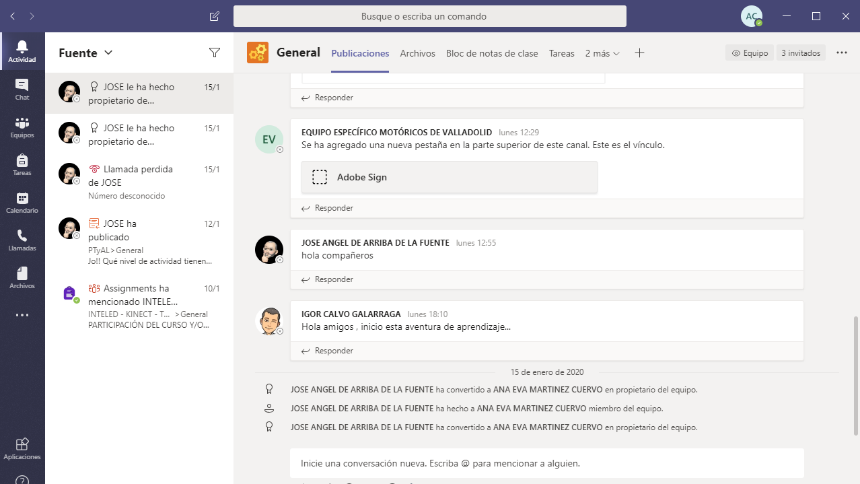 Busque o escriba un comando
AC
Actividad
Chat
Equipos
Tareas
Calendario
Llamadas
Archivos
Aplicaciones
Fuente
JOSE le ha hecho 15/1
propietario de...
JOSE le ha hecho 15/1
propietario de...
Llamada perdida 15/1
de JOSE
Número desconocido
JOSE ha 12/1
publicado
PTyAL>General
Jo!! Qué nivel de actividad tienen...
Assignments ha 10/1
mencionado INTELE...
INTELED - KINECT - T... >General
PARTICIPACIÓN DEL CURSO Y/O...
General Publicaciones Archivos Bloc de notas de clase Tareas 2 más Equipo 3 invitados
Responder
EV
EQUIPO ESPECÍFICO MOTÓRICOS DE VALLADOLID lunes 12:29
Se ha agregado una nueva pestaña en la parte superior de este canal. Este es el vínculo.
Adobe Sign
Responder
JOSE ANGEL DE ARRIBA DE LA FUENTE lunes 12:55
hola compañeros
Responder
IGOR CALVO GALARRAGA lunes 18:10
Hola amigos . inicio esta aventura de aprendizaje...
Responder
15 de enero de 2020
JOSE ANGEL DE ARRIBA DE LA FUENTE ha convertido a ANA EVA MARTINEZ CUERVO en propietario del equipo.
JOSE ANGEL DE ARRIBA DE LA FUENTE ha hecho a ANA EVA MARTINEZ CUERVO miembro del equipo.
JOSE ANGEL DE ARRIBA DE LA FUENTE ha convertido a ANA EVA MARTINEZ CUERVO en propietario del equipo.
Inicie una conversación nueva. Escriba @ para mencionar a alguien.